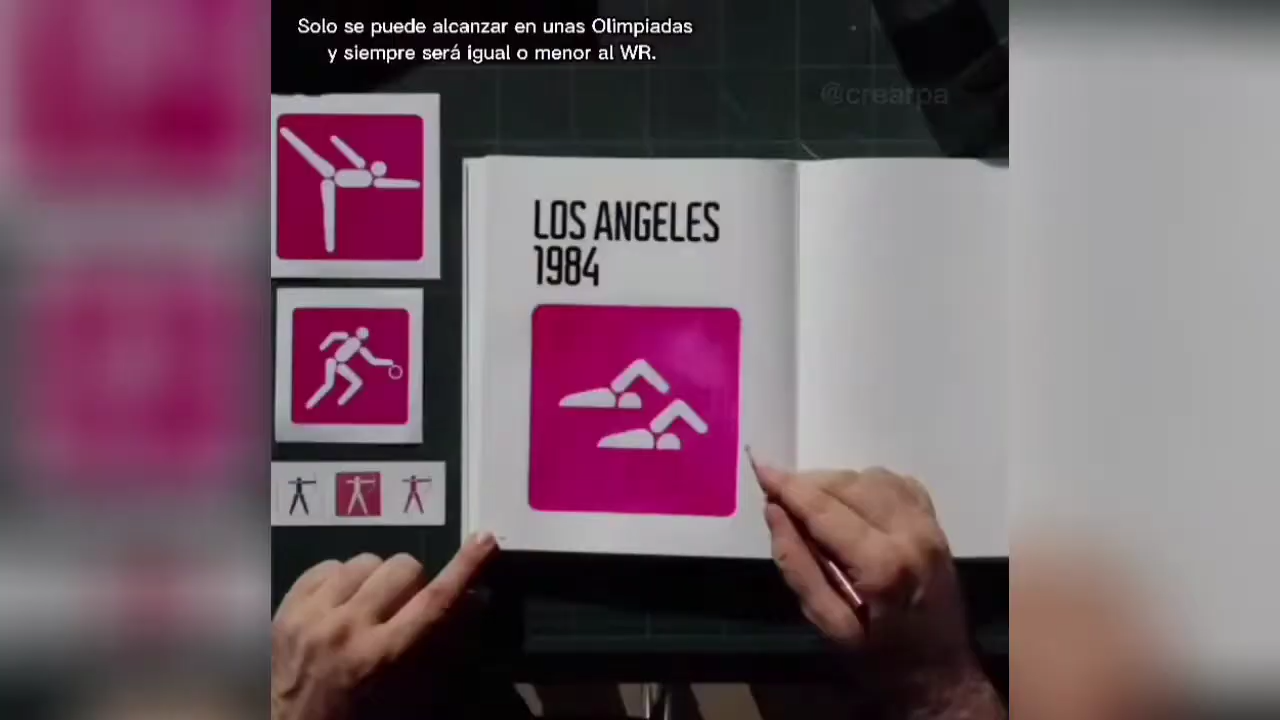 Solo se puede alcanzar en unas Olimpiadas
y siempre será igual o menor al WR.
@crearpa
LOS ANGELES
1984